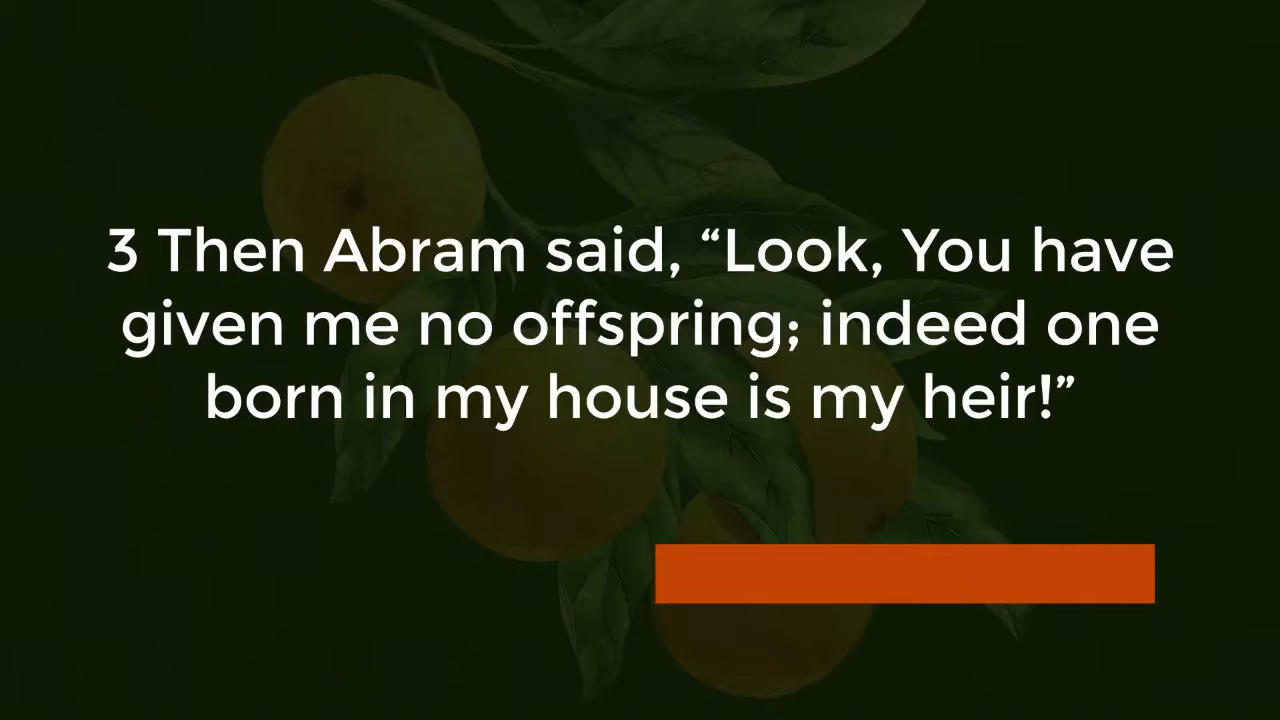 3 Then Abram said, “Look, You have
given me no offspring; indeed one
born in my house is my heir!”